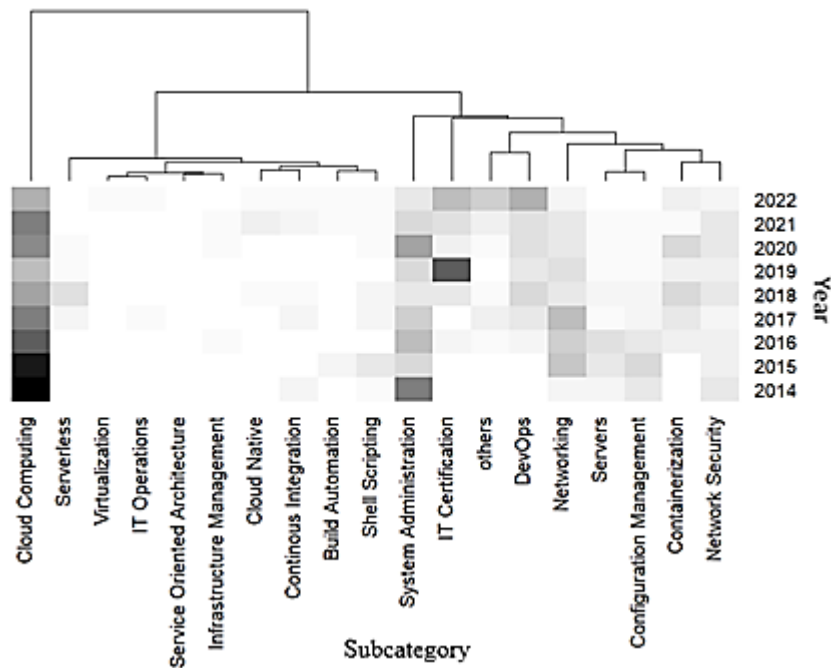 2022
2021
2020
2019
2018
2017
2016
2015
2014
Year
Cloud Computing
Serverless
Virtualization
IT Operations
Service Oriented Architecture
Infrastructure Management
Cloud Native
Continous Integration
Build Automation
Shell Scripting
System Administration
IT Certification
others
DevOps
Networking
Servers
Configuration Management
Containerization
Network Security
Subcategory